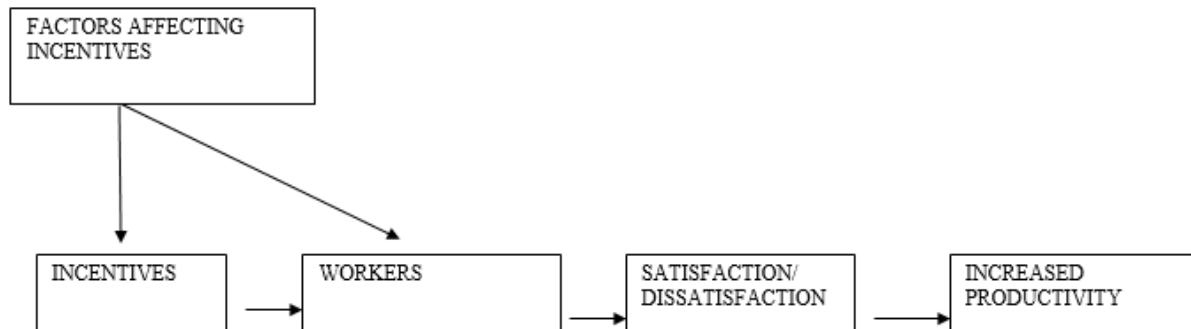 FACTORS AFFECTING
INCENTIVES
INCENTIVES
WORKERS
SATISFACTION/
DISSATISFACTION
INCREASED
PRODUCTIVITY